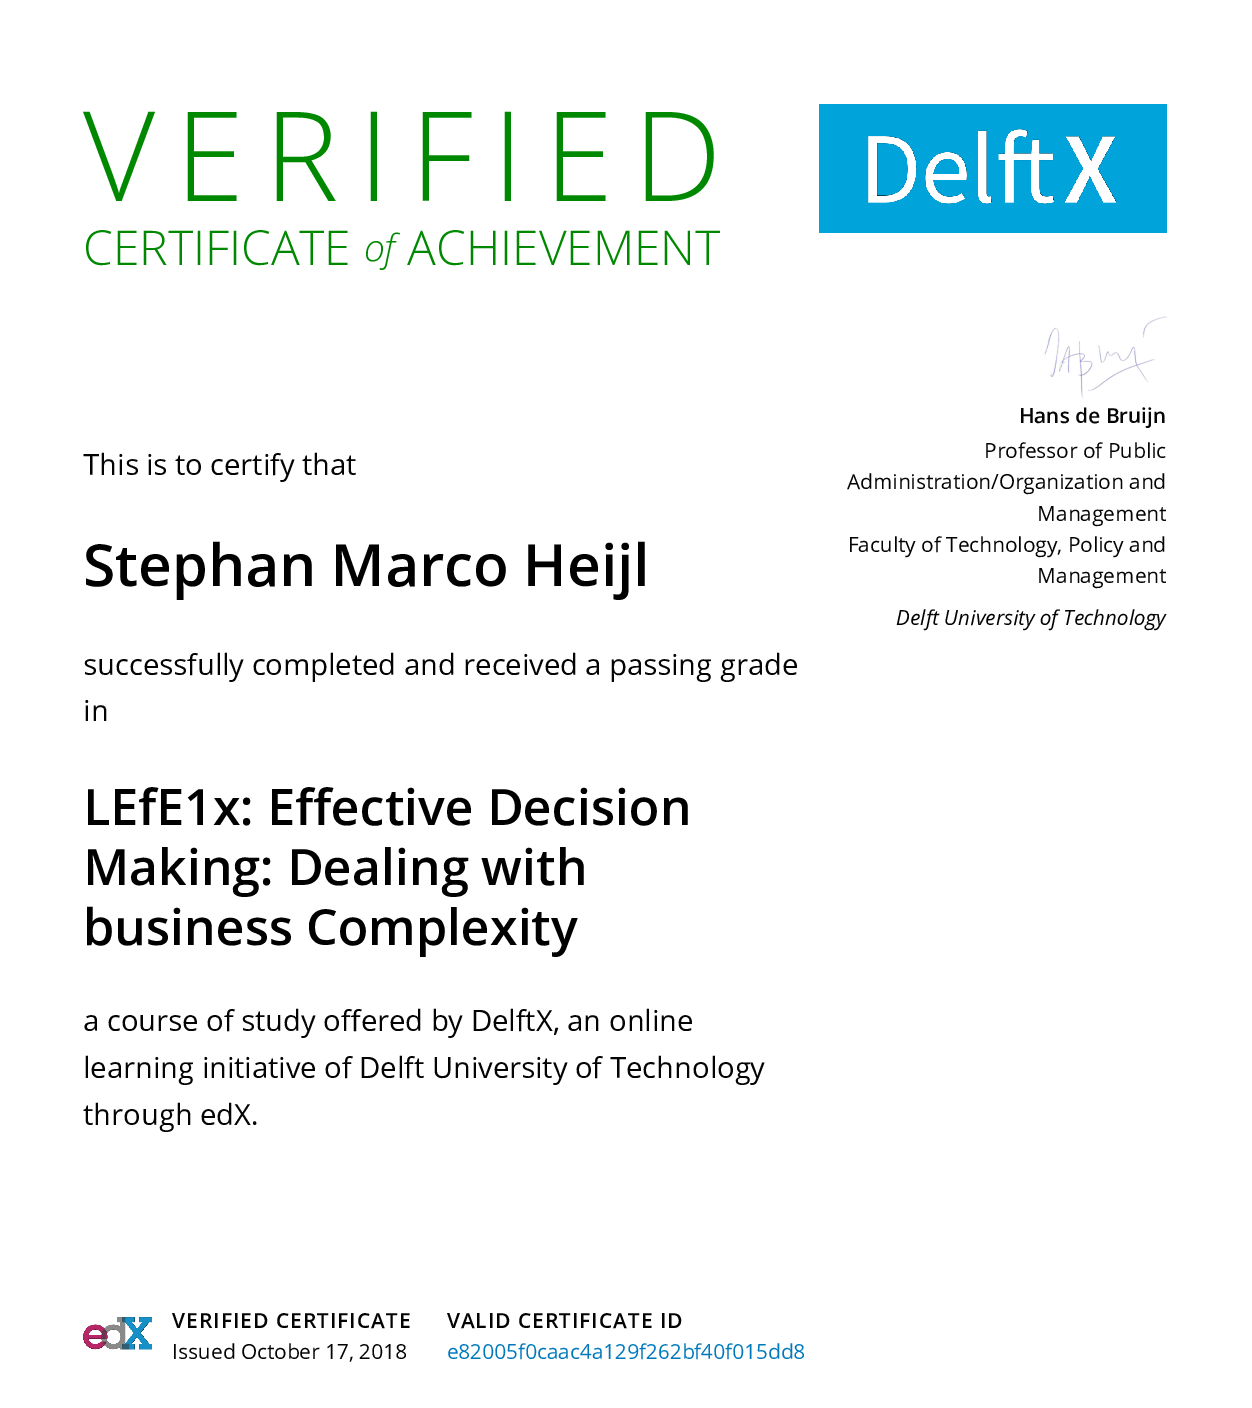 VERIFIED
CERTIFICATE of ACHIEVEMENT
DelftX
This is to certify that
Stephan Marco Heijl
successfully completed and received a passing grade
in
LEfE1x: Effective Decision
Making: Dealing with
business Complexity
a course of study offered by DelftX, an online
learning initiative of Delft University of Technology
through edX.
Hans de Bruijn
Professor of Public
Administration/Organization and
Management
Faculty of Technology, Policy and
Management
Delft University of Technology
edX
VERIFIED CERTIFICATE
Issued October 17, 2018
VALID CERTIFICATE ID
e82005f0caac4a129f262bf40f015dd8